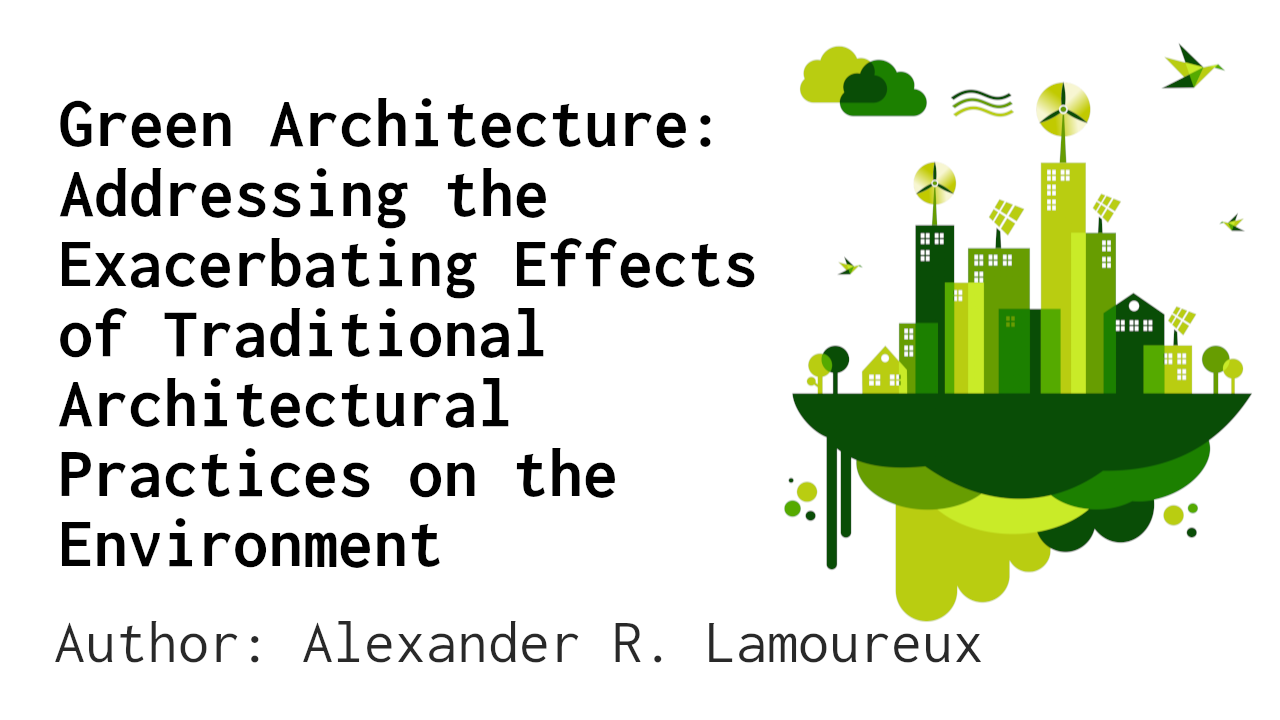 Green Architecture:
Addressing the
Exacerbating Effects
of Traditional
Architectural
Practices on the
Environment
Author: Alexander R. Lamoureux